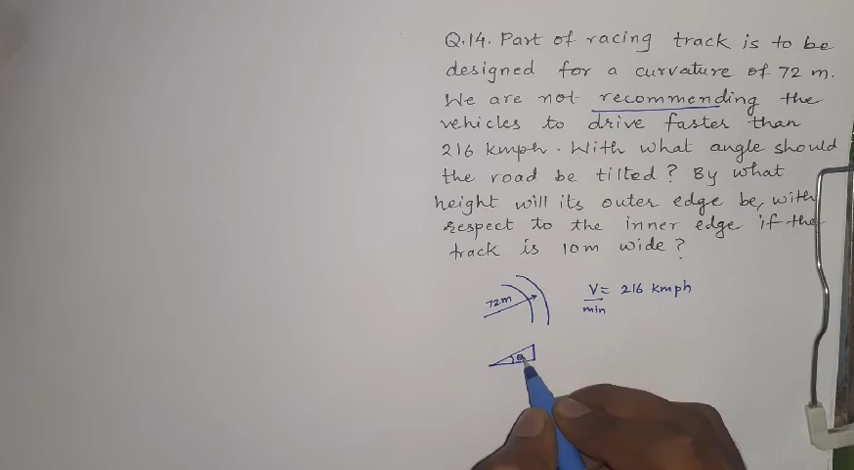 Q.14. Part of racing track is to be
designed for a curvature of 72 m.
We are not recommending the
vehicles to drive faster than
216 kmph. With what angle should
the road be tilted? By what
height will its outer edge be, with
respect to the inner edge if the
track is 10m wide?
72m
V = 216 kmph
min
θ